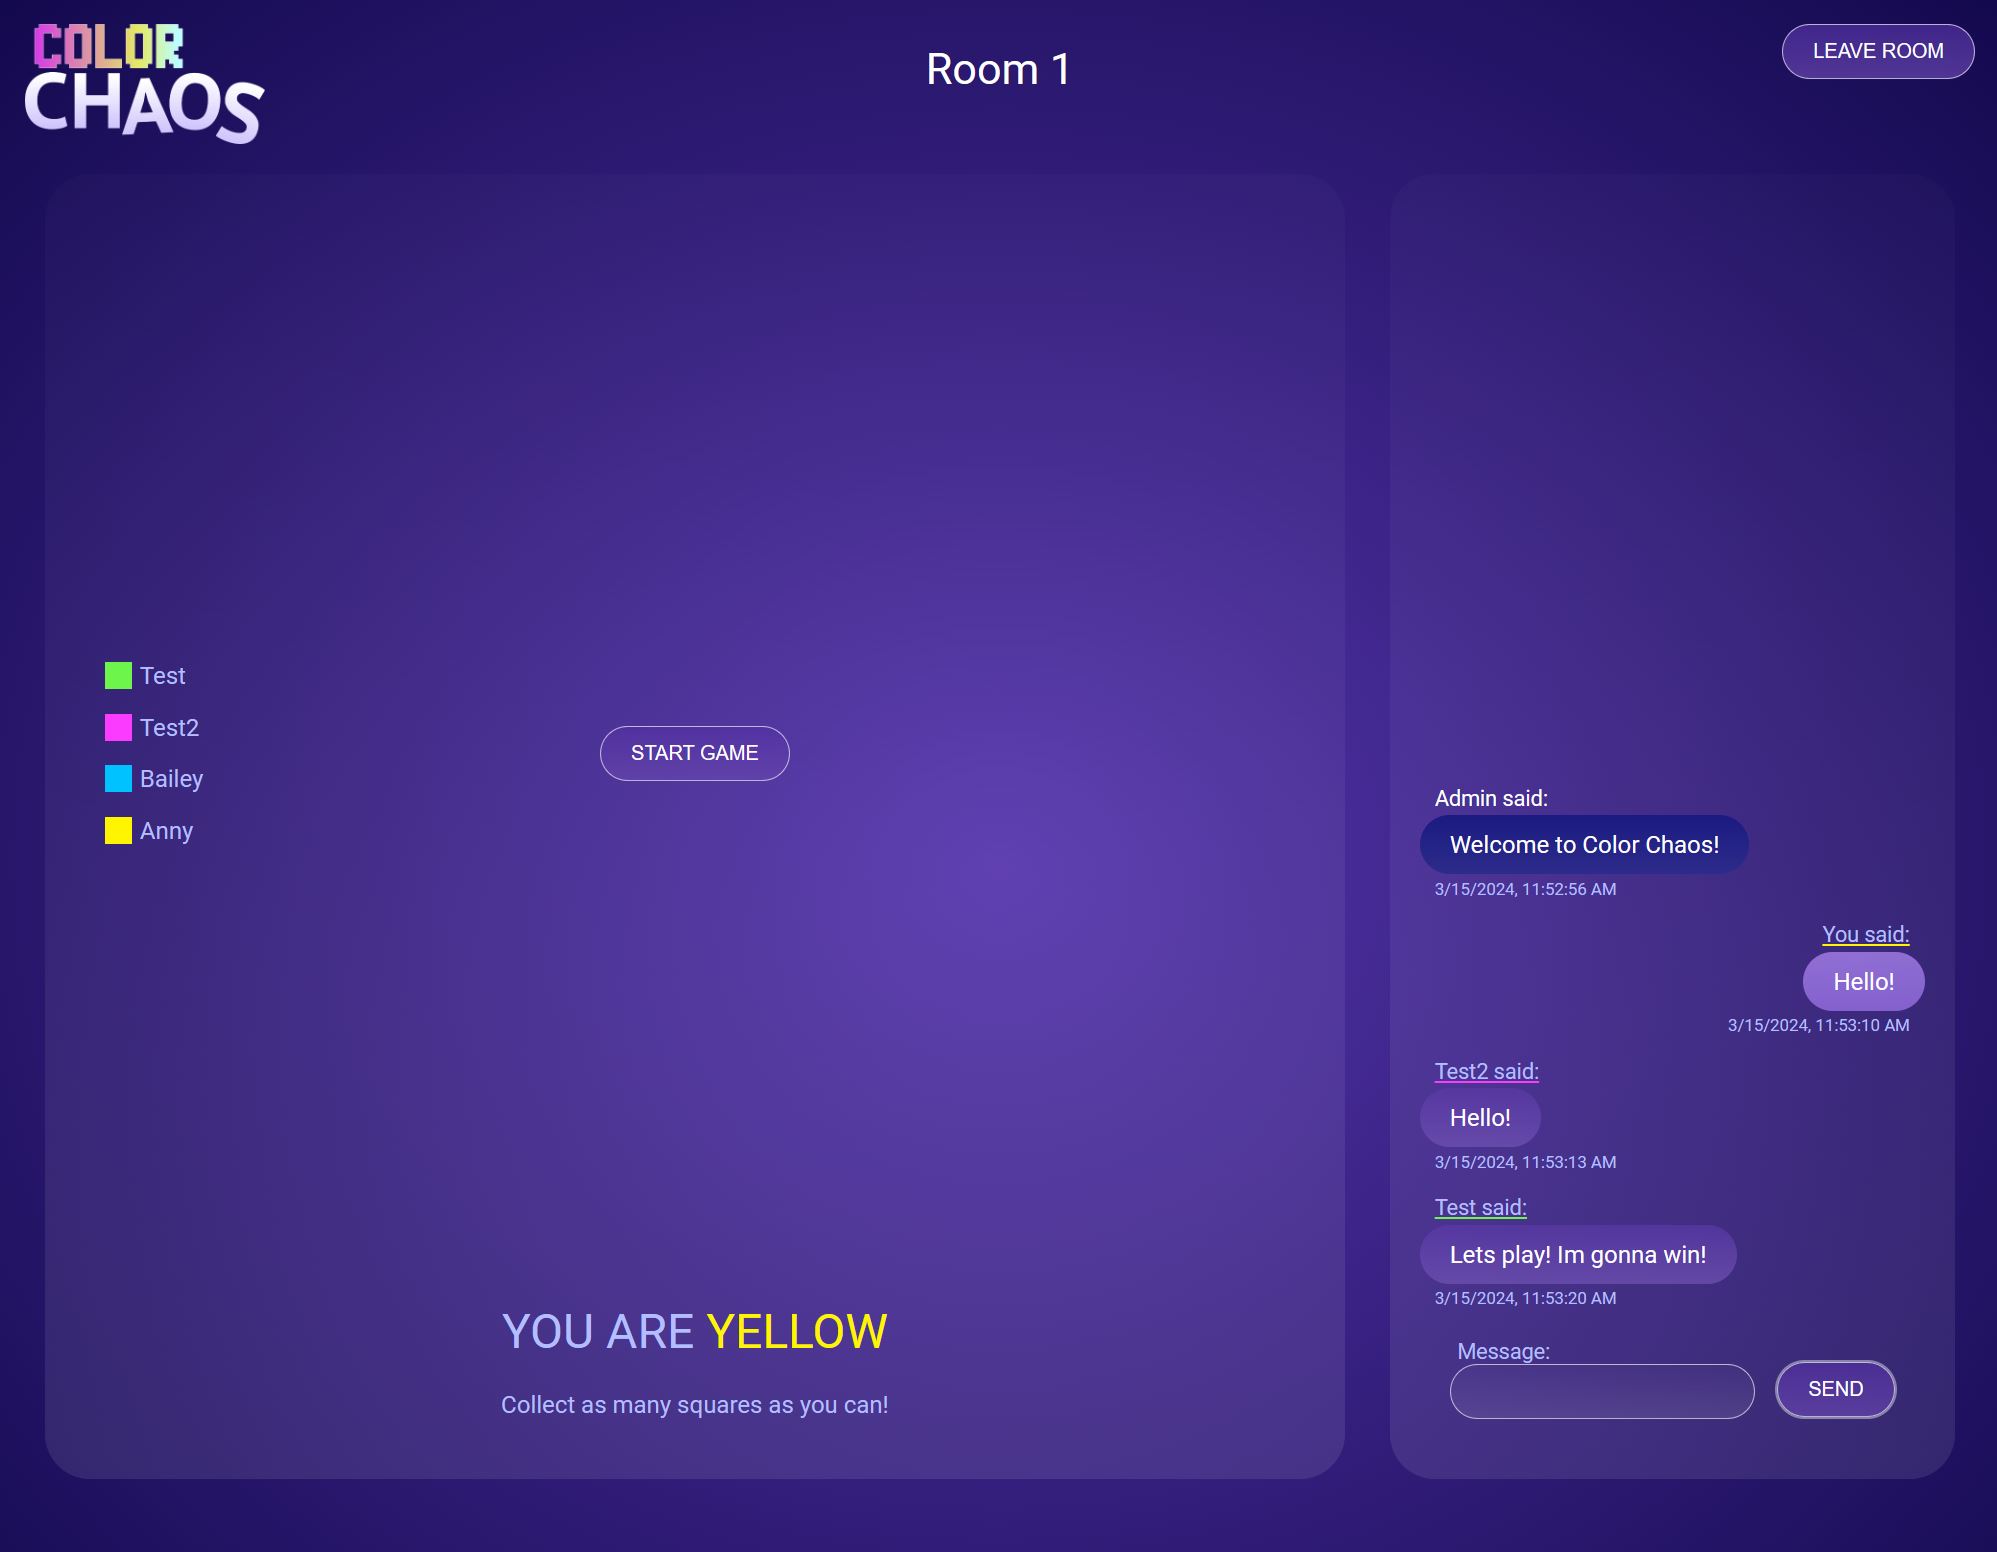 COLOR
CHAOS
Room 1
LEAVE ROOM
Test
Test2
Bailey
Anny
START GAME
YOU ARE YELLOW
Collect as many squares as you can!
Admin said:
Welcome to Color Chaos!
3/15/2024, 11:52:56 AM
You said:
Hello!
3/15/2024, 11:53:10 AM
Test2 said:
Hello!
3/15/2024, 11:53:13 AM
Test said:
Lets play! Im gonna win!
3/15/2024, 11:53:20 AM
Message:
SEND